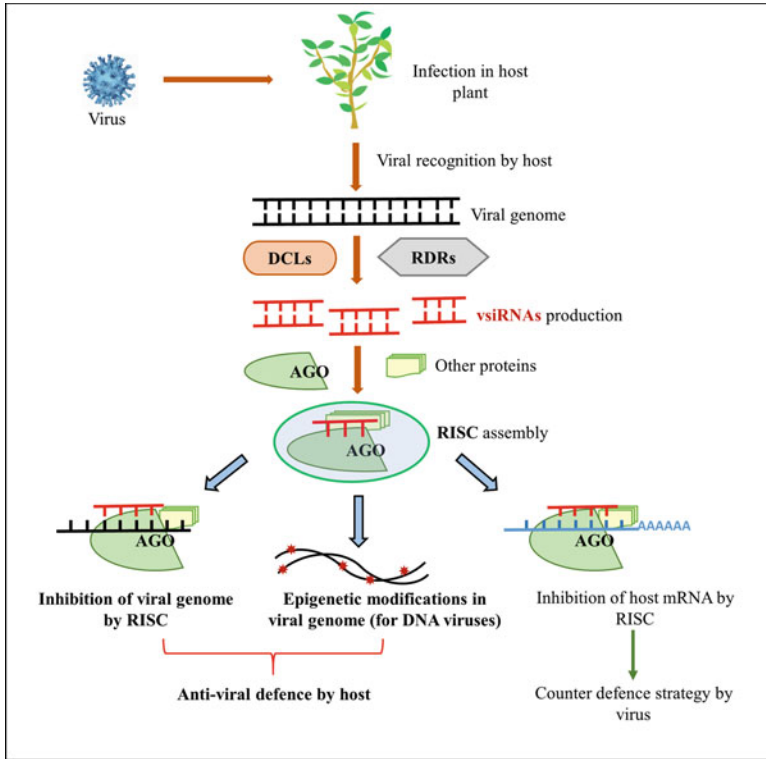 Virus
Infection in host
plant
Viral recognition by host
Viral genome
DCLs
RDRs
vsiRNAs production
AGO
Other proteins
RISC assembly
AGO
AGO
AGO
AAAAAA
Inhibition of viral genome
by RISC
Epigenetic modifications in
viral genome (for DNA viruses)
Inhibition of host mRNA by
RISC
Anti-viral defence by host
Counter defence strategy by
virus